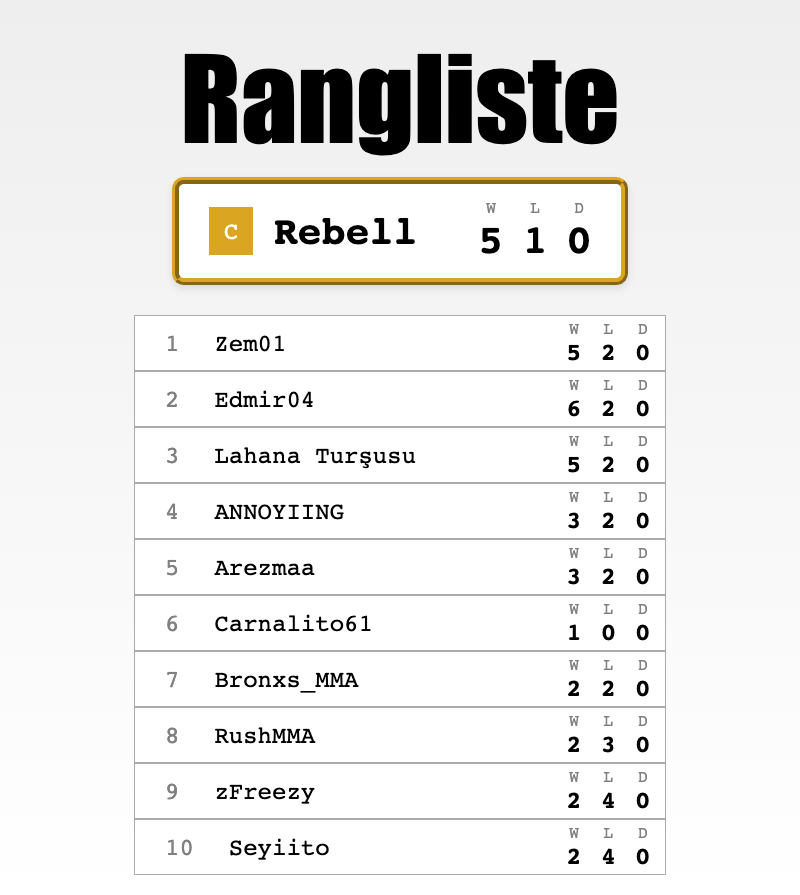 Rangliste
C Rebell W L D
5 1 0
1 Zem01 W L D
5 2 0
2 Edmir04 W L D
6 2 0
3 Lahana Turşusu W L D
5 2 0
4 ANNOYIING W L D
3 2 0
5 Arezmaa W L D
3 2 0
6 Carnalito61 W L D
1 0 0
7 Bronxs_MMA W L D
2 2 0
8 RushMMA W L D
2 3 0
9 zFreezy W L D
2 4 0
10 Seyiito W L D
2 4 0